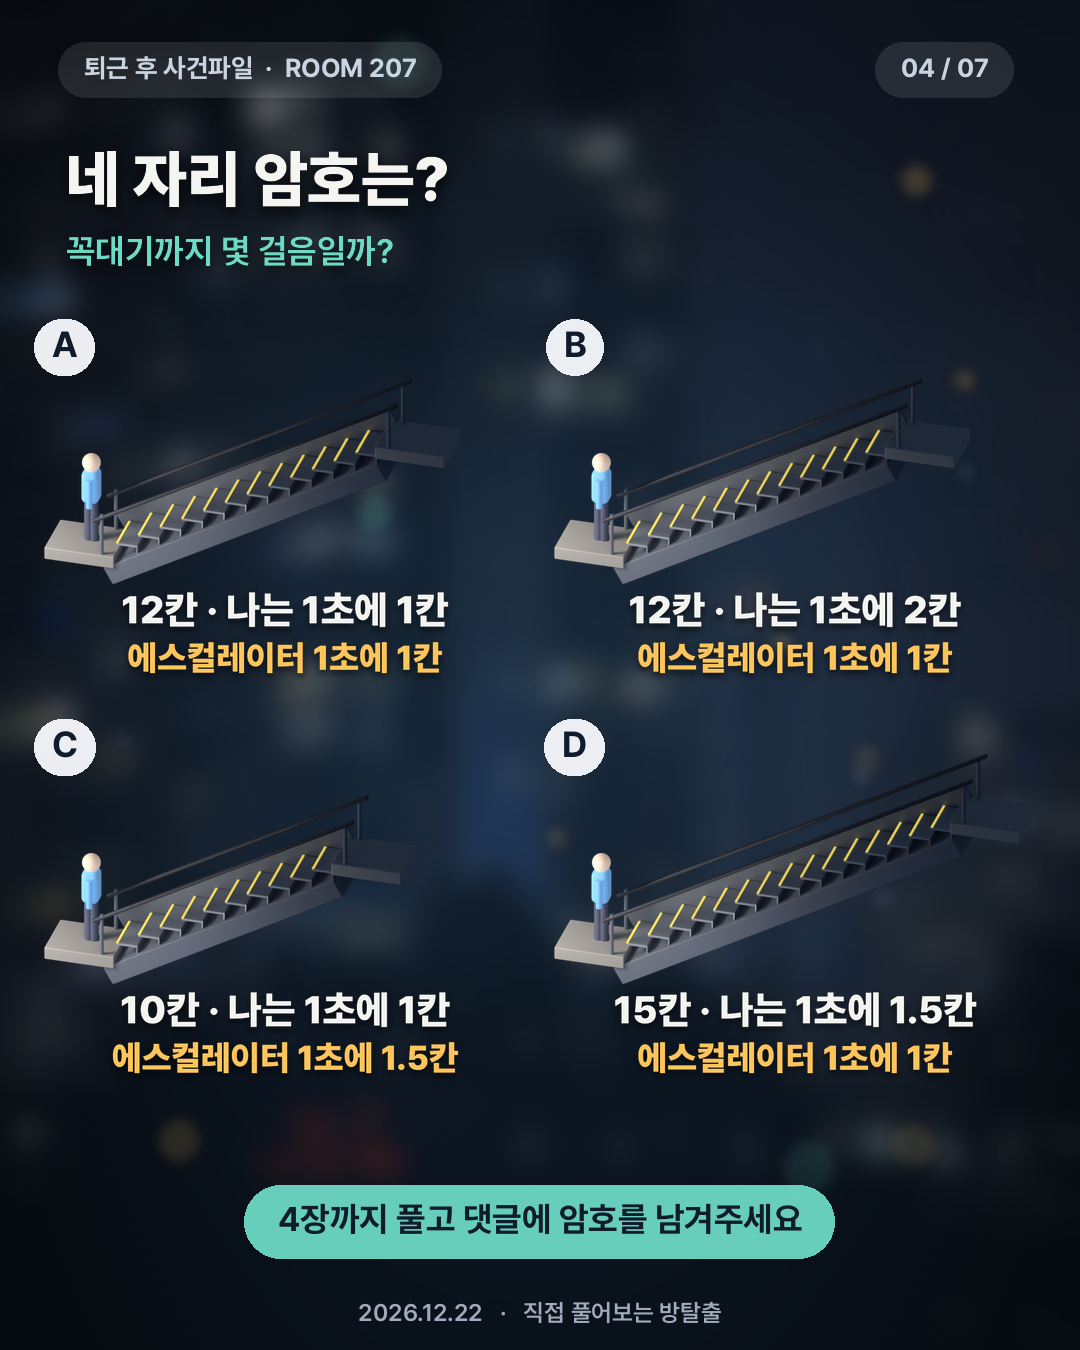 퇴근 후 사건파일 · ROOM 207
04 / 07
네 자리 암호는?
꼭대기까지 몇 걸음일까?
A
B
12칸 · 나는 1초에 1칸
에스컬레이터 1초에 1칸
12칸 · 나는 1초에 2칸
에스컬레이터 1초에 1칸
C
D
10칸 · 나는 1초에 1칸
에스컬레이터 1초에 1.5칸
15칸 · 나는 1초에 1.5칸
에스컬레이터 1초에 1칸
4장까지 풀고 댓글에 암호를 남겨주세요
2026.12.22 · 직접 풀어보는 방탈출